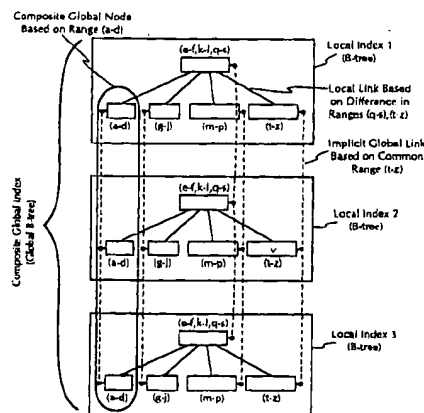 Composite Global Node
Based on Range (a-d)
(e-f,k-l,q-s)
Local Index 1
(B-tree)
Local Link Based
on Difference in
Ranges (q-s),(t-z)
(a-d)
(g-j)
(m-p)
(t-z)
Implicit Global Link
Based on Common
Range (t-z)
Composite Global Index
(Global B-tree)
(e-f,k-l,q-s)
Local Index 2
(B-tree)
v
(a-d)
(g-j)
(m-p)
(t-z)
(e-f,k-l,q-s)
Local Index 3
(B-tree)
(a-d)
(g-j)
(m-p)
(t-z)